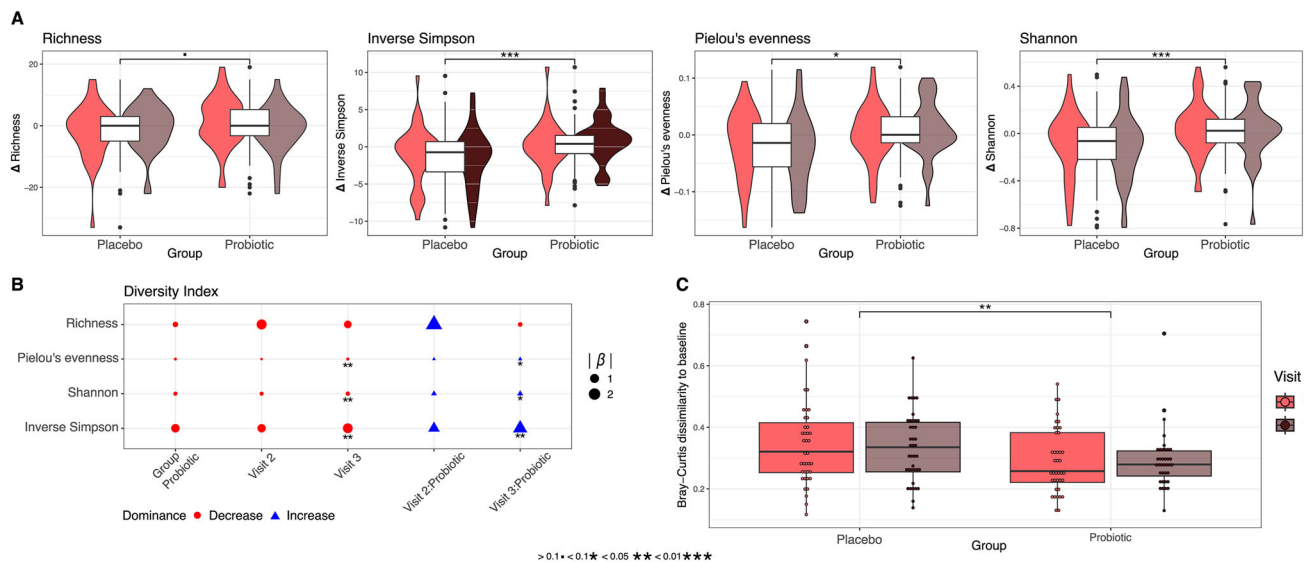 A
Richness
▪
20
0
−20
Δ Richness
Placebo
Probiotic
Group
Inverse Simpson
***
10
5
0
−5
−10
Δ Inverse Simpson
Placebo
Probiotic
Group
Pielou's evenness
*
0.1
0.0
−0.1
Δ Pielou's evenness
Placebo
Probiotic
Group
Shannon
***
0.4
0.0
−0.4
−0.8
Δ Shannon
Placebo
Probiotic
Group
B
Diversity Index
Richness
Pielou's evenness
** *
Shannon
** *
Inverse Simpson
** **
Group
Probiotic
Visit 2
Visit 3
Visit 2:Probiotic
Visit 3:Probiotic
| β |
1
2
Dominance Decrease Increase
C
**
0.8
0.6
0.4
0.2
Bray−Curtis dissimilarity to baseline
Placebo
Probiotic
Group
Visit
> 0.1 ▪ < 0.1 * < 0.05 ** < 0.01 ***